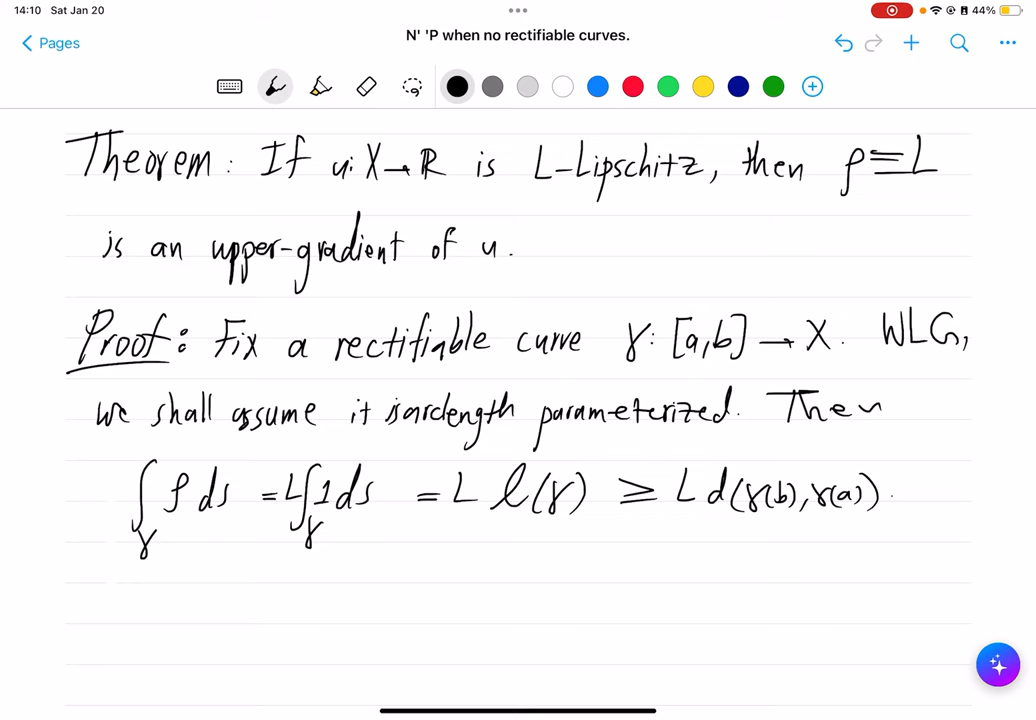 14:10 Sat Jan 20
44%
Pages
N' 'P when no rectifiable curves.
Theorem: If u: X → ℝ is L-Lipschitz, then ρ ≡ L
is an upper-gradient of u.
Proof: Fix a rectifiable curve γ: [a,b] → X. WLG,
we shall assume it is arclength parameterized. Then
∫_γ ρ ds = L ∫_γ 1 ds = L ℓ(γ) ≥ L d(γ(b), γ(a)).